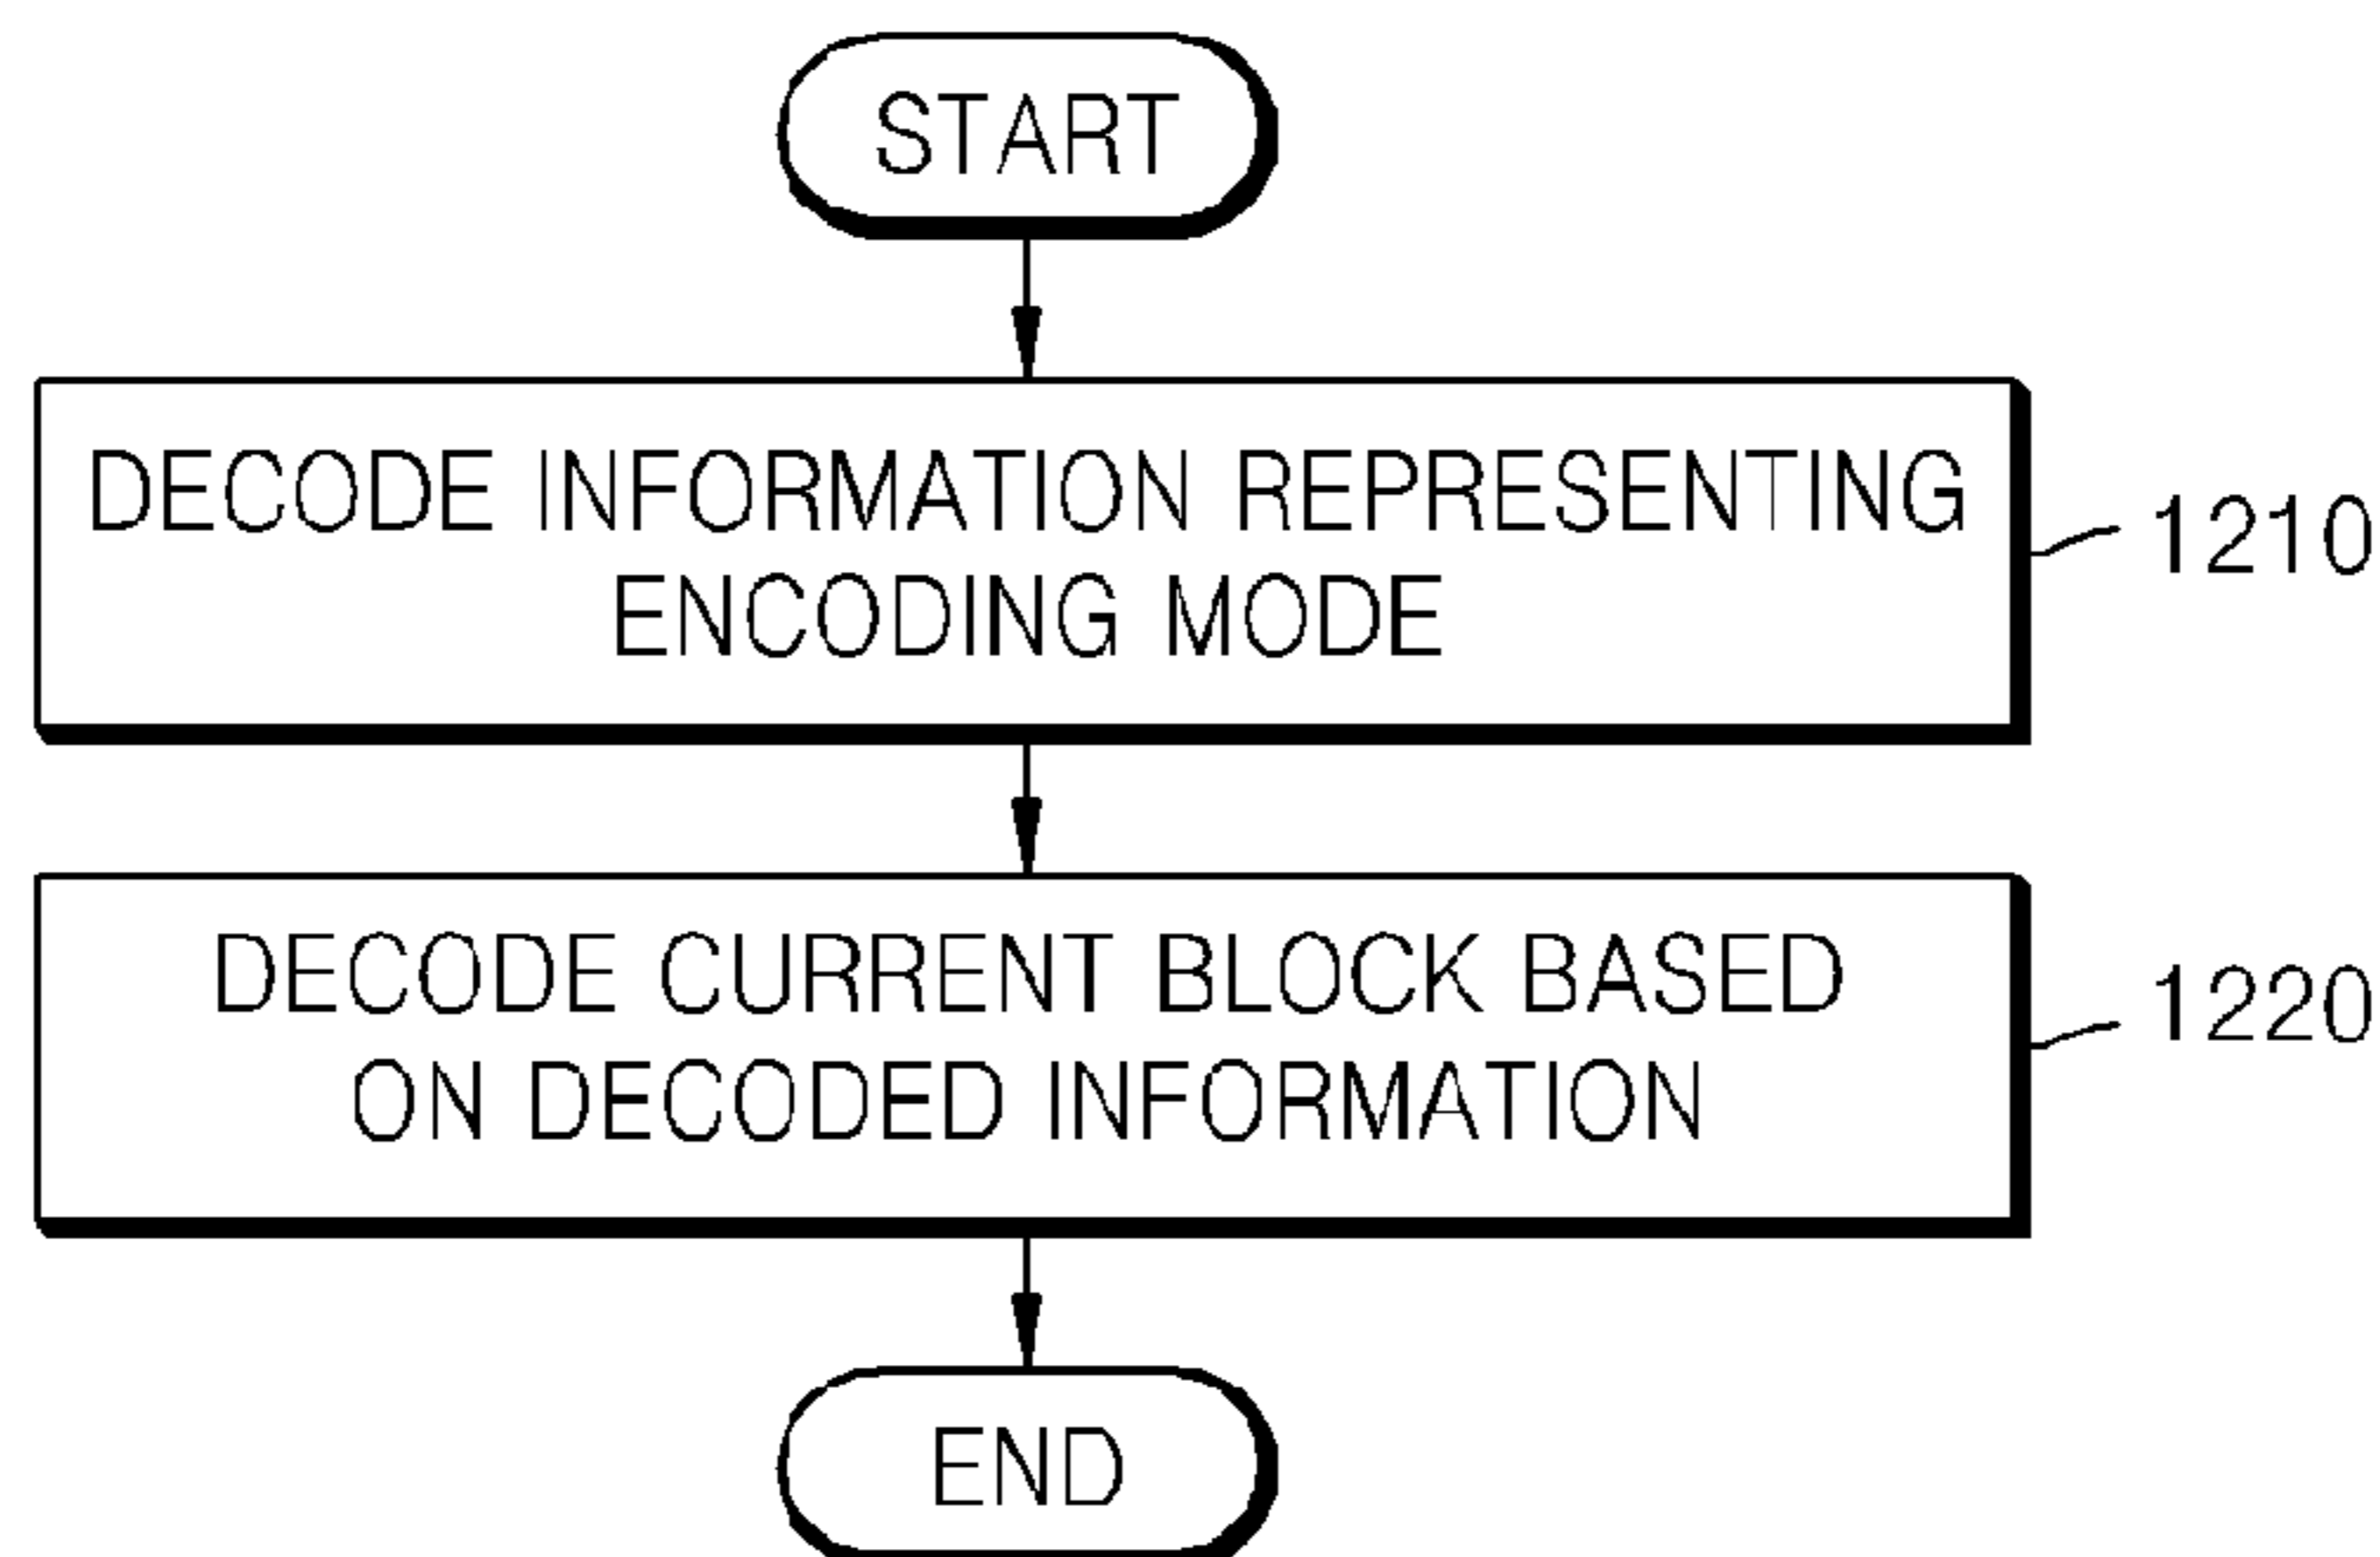 START
DECODE INFORMATION REPRESENTING
ENCODING MODE
1210
DECODE CURRENT BLOCK BASED
ON DECODED INFORMATION
1220
END